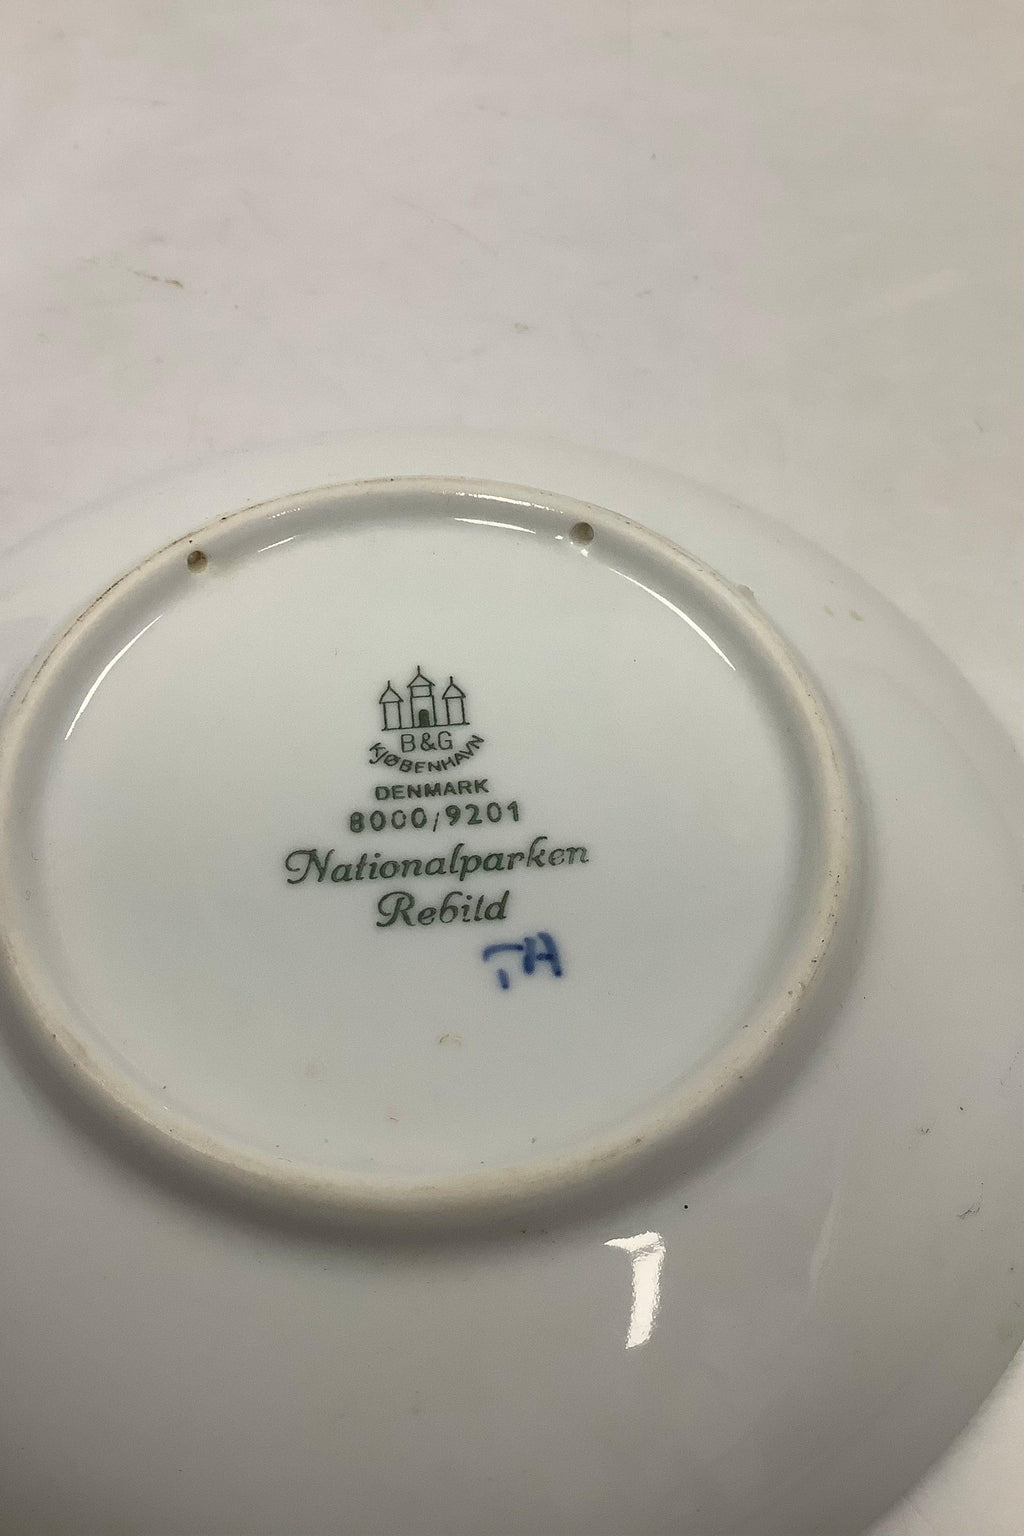 B&G
KJØBENHAVN
DENMARK
8000/9201
Nationalparken
Rebild
TH